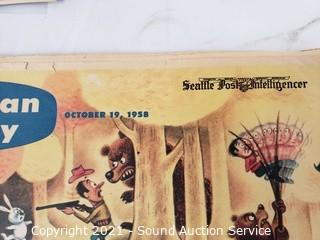 Seattle Post Intelligencer
an
OCTOBER 19, 1958
y
Copyright 2021 - Sound Auction Service